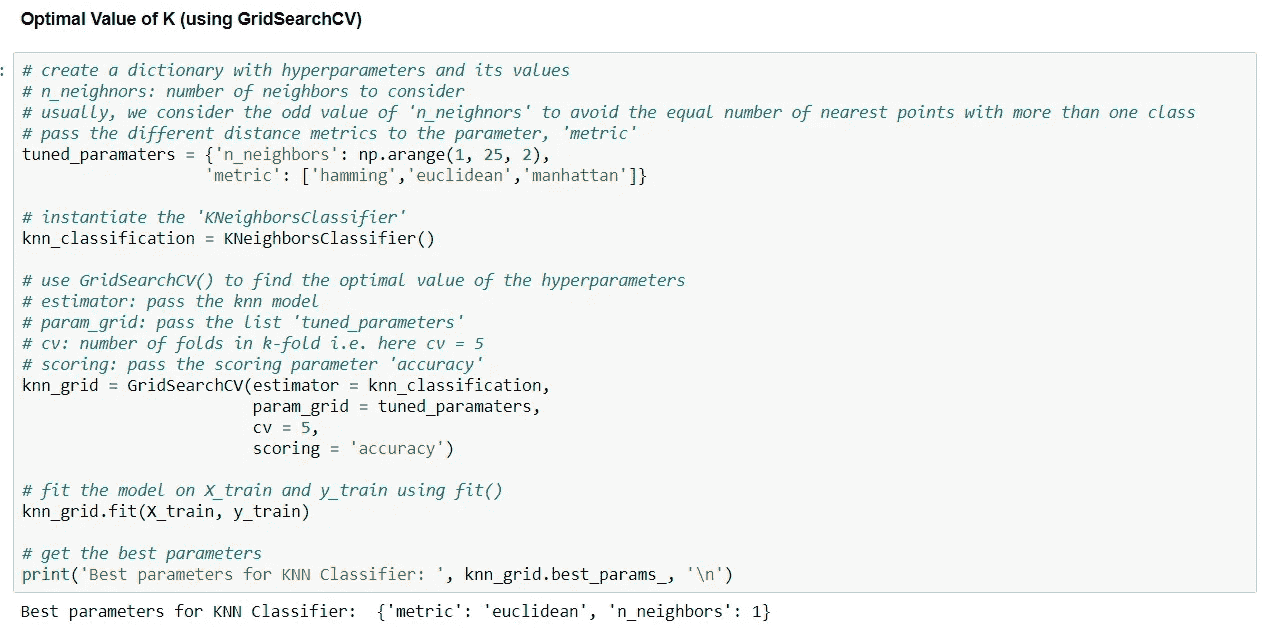 Optimal Value of K (using GridSearchCV)
: # create a dictionary with hyperparameters and its values
# n_neighnors: number of neighbors to consider
# usually, we consider the odd value of 'n_neighnors' to avoid the equal number of nearest points with more than one class
# pass the different distance metrics to the parameter, 'metric'
tuned_paramaters = {'n_neighbors': np.arange(1, 25, 2),
'metric': ['hamming','euclidean','manhattan']}
# instantiate the 'KNeighborsClassifier'
knn_classification = KNeighborsClassifier()
# use GridSearchCV() to find the optimal value of the hyperparameters
# estimator: pass the knn model
# param_grid: pass the list 'tuned_parameters'
# cv: number of folds in k-fold i.e. here cv = 5
# scoring: pass the scoring parameter 'accuracy'
knn_grid = GridSearchCV(estimator = knn_classification,
param_grid = tuned_paramaters,
cv = 5,
scoring = 'accuracy')
# fit the model on X_train and y_train using fit()
knn_grid.fit(X_train, y_train)
# get the best parameters
print('Best parameters for KNN Classifier: ', knn_grid.best_params_, '\n')
Best parameters for KNN Classifier:  {'metric': 'euclidean', 'n_neighbors': 1}